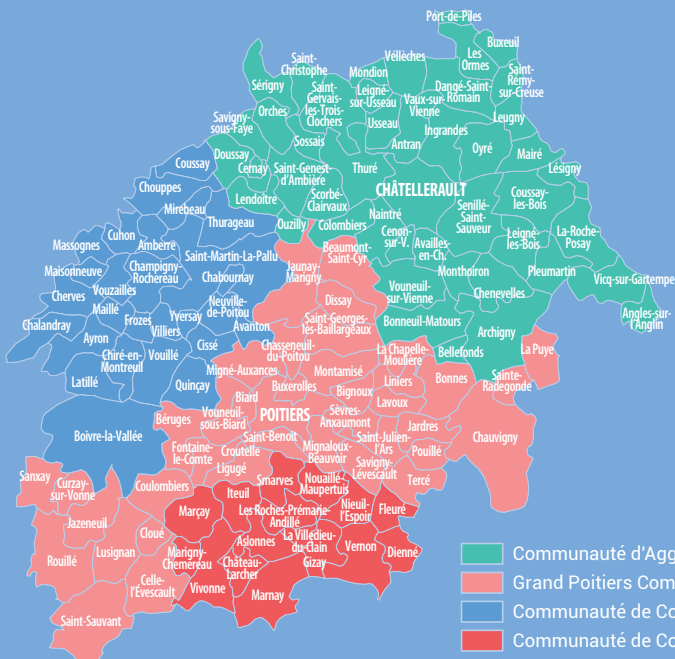 Port-de-Piles
Buxeuil
Les
Ormes
Vellèches
Saint-
Christophe
Mondion
Saint-
Rémy-
sur-Creuse
Sérigny
Saint-
Gervais-
les-Trois-
Clochers
Leigné-
sur-Usseau
Dangé-Saint-
Romain
Vaux-sur-
Vienne
Orches
Savigny-
sous-Faye
Usseau
Leugny
Ingrandes
Sossais
Antran
Oyré
Mairé
Doussay
Coussay
Cernay
Saint-Genest-
d'Ambière
Thuré
Lésigny
Chouppes
CHÂTELLERAULT
Lendoître
Scorbé-
Clairvaux
Coussay-
les-Bois
Mirebeau
Senillé-
Saint-
Sauveur
Naintré
Thurageau
Ouzilly
Colombiers
Cenon-
sur-V.
Availles-
en-Ch.
Leigné-
les-Bois
La-Roche-
Posay
Cuhon
Massognes
Amberre
Beaumont-
Saint-Cyr
Saint-Martin-La-Pallu
Maisonneuve
Champigny-
Rochereau
Jaunay-
Marigny
Monthoiron
Pleumartin
Vicq-sur-Gartempe
Chabournay
Cherves
Vouzailles
Vouneuil-
sur-Vienne
Chenevelles
Neuville-
de-Poitou
Dissay
Maillé
Frozes
Yversay
Saint-Georges-
lès-Baillargeaux
Bonneuil-Matours
Angles-sur-
l'Anglin
Chalandray
Villiers
Avanton
Archigny
Ayron
Cissé
Chasseneuil-
du-Poitou
La Chapelle-
Moulière
Bellefonds
La Puye
Chiré-en-
Montreuil
Vouillé
Migné-Auxances
Montamisé
Latillé
Quinçay
Buxerolles
Liniers
Bonnes
Sainte-
Radegonde
Biard
Bignoux
Lavoux
Béruges
Vouneuil-
sous-Biard
POITIERS
Sèvres-
Anxaumont
Jardres
Boivre-la-Vallée
Saint-Benoit
Saint-Julien-
l'Ars
Chauvigny
Fontaine-
le-Comte
Croutelle
Mignaloux-
Beauvoir
Pouillé
Ligugé
Savigny-
Lévescault
Sanxay
Curzay-
sur-Vonne
Coulombiers
Smarves
Nouaillé-
Maupertuis
Tercé
Iteuil
Marçay
Les Roches-Prémarie-
Andillé
Nieuil-
l'Espoir
Fleuré
Jazeneuil
Cloué
Aslonnes
La Villedieu-
du-Clain
Vernon
Dienné
Lusignan
Marigny-
Chemereau
Château-
Larcher
Gizay
Rouillé
Celle-
l'Évescault
Vivonne
Marnay
Saint-Sauvant
Communauté d'Agg
Grand Poitiers Com
Communauté de Co
Communauté de Co